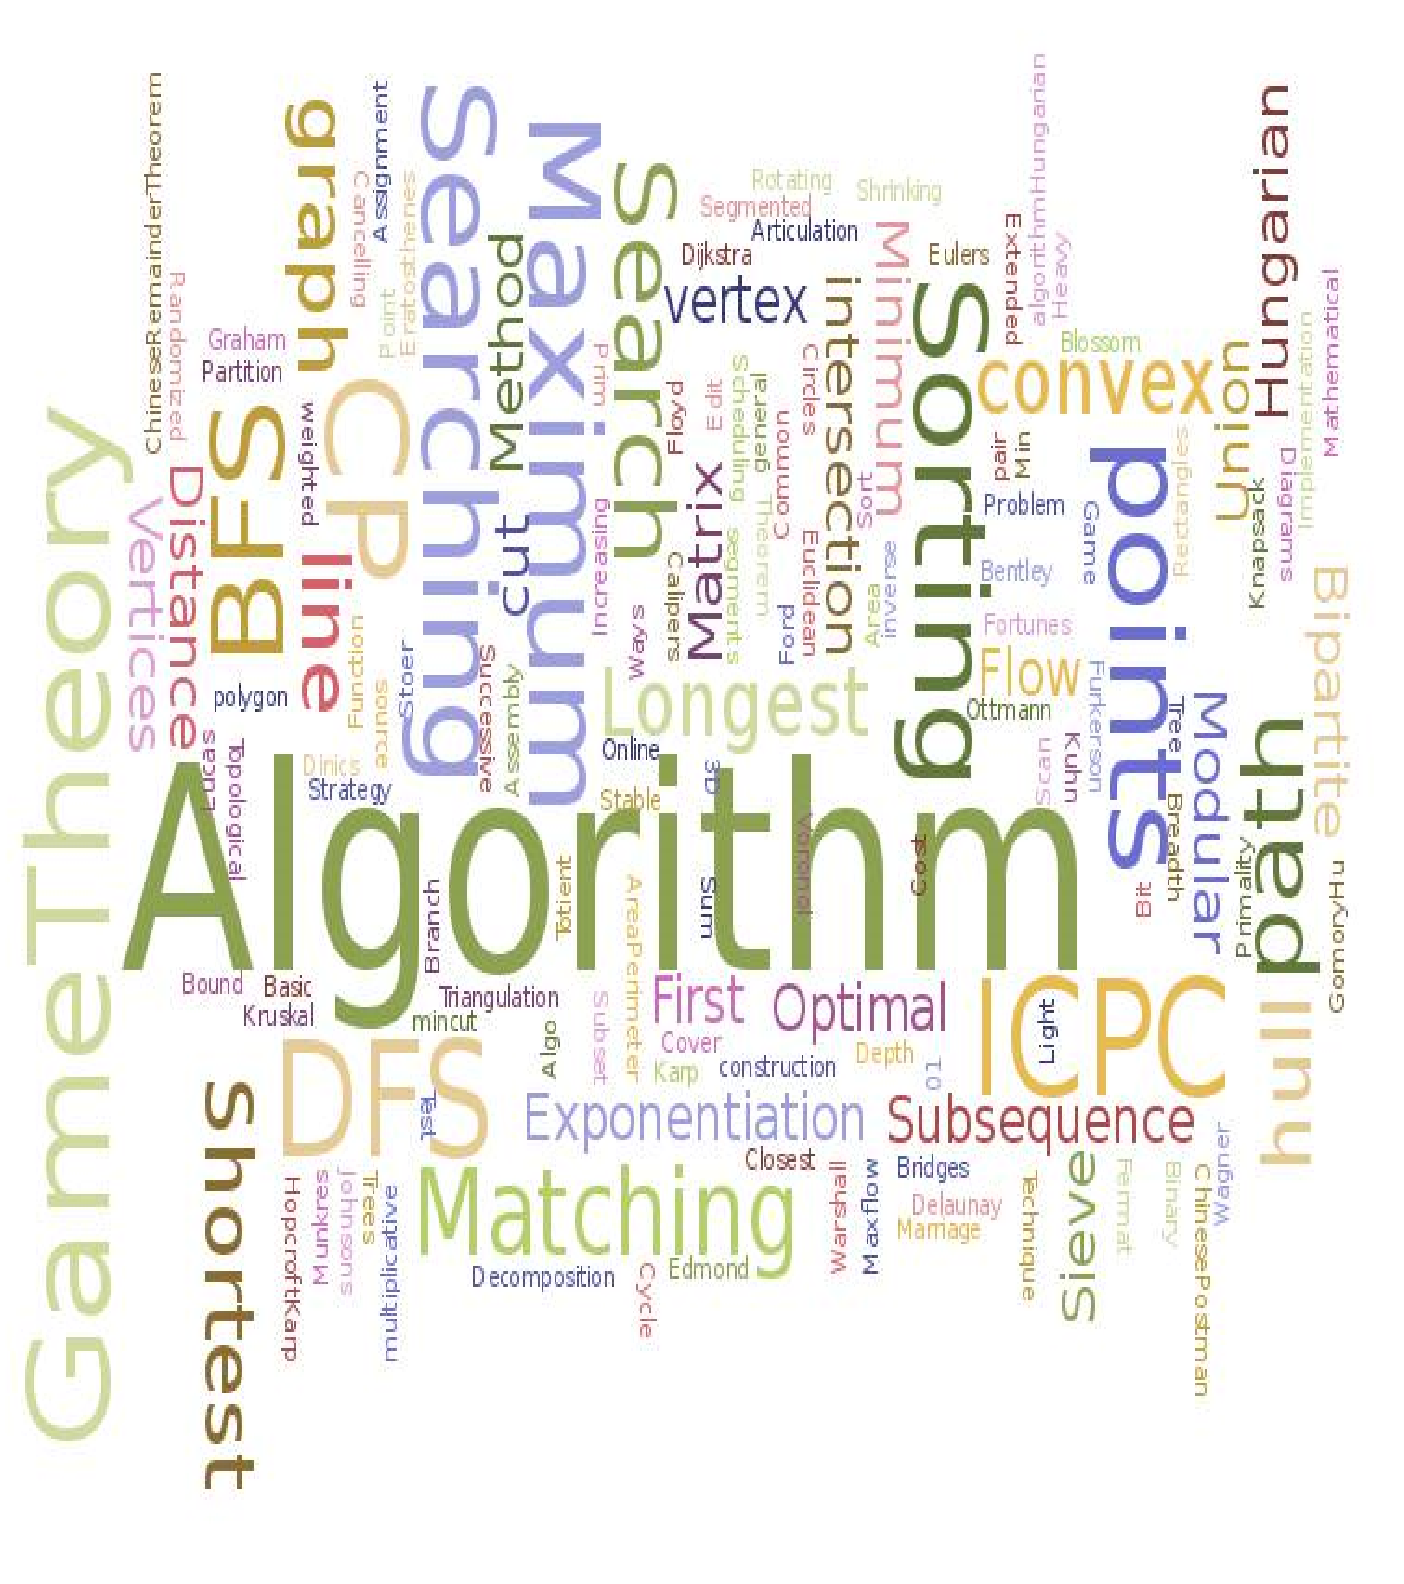 ChineseRemainderTheorem
Randomized
graph
Assignment
Cancelling
Point
Eratosthenes
Searching
Method
Maximum
Search
Rotating
Segmented
Shrinking
Articulation
Dijkstra
Eulers
vertex
Minimum
intersection
Sorting
Extended
algorithmHungarian
Heavy
Blossom
convex
Union
Hungarian
Mathematical
Implementation
Graham
Partition
BFS
weighted
CP
line
Distance
Vertices
GameTheory
cut
Prim
Increasing
Floyd
Edit
Scheduling
general
Circles
Common
Matrix
Theorem
segments
Calipers
Ways
Ford
Euclidean
Sort
Area
inverse
pair
Min
Problem
Bentley
Game
points
Rectangles
Knapsack
Diagrams
Bipartite
Fortunes
Flow
Ottmann
Furkerson
Tree
Modular
path
polygon
Function
source
Stoer
Successive
Assembly
Longest
Online
Stable
3D
Lucas
Topological
Dinics
Strategy
Algorithm
Scan
Kuhn
Breadth
Bit
Primality
GomoryHu
Voronoi
Cost
Sum
Totient
Branch
AreaPerimeter
Bound
Basic
Kruskal
Triangulation
mincut
Algo
Subset
First
Optimal
Cover
Karp
construction
Depth
01
ICPC
Light
Hull
DFS
Test
Exponentiation
Subsequence
Shortest
HopcroftKarp
Munkres
Johnsons
Trees
multiplicative
Matching
Closest
Warshall
Maxflow
Bridges
Delaunay
Marriage
Technique
Sieve
Fermat
Binary
ChinesePostman
Wagner
Decomposition
Cycle
Edmond